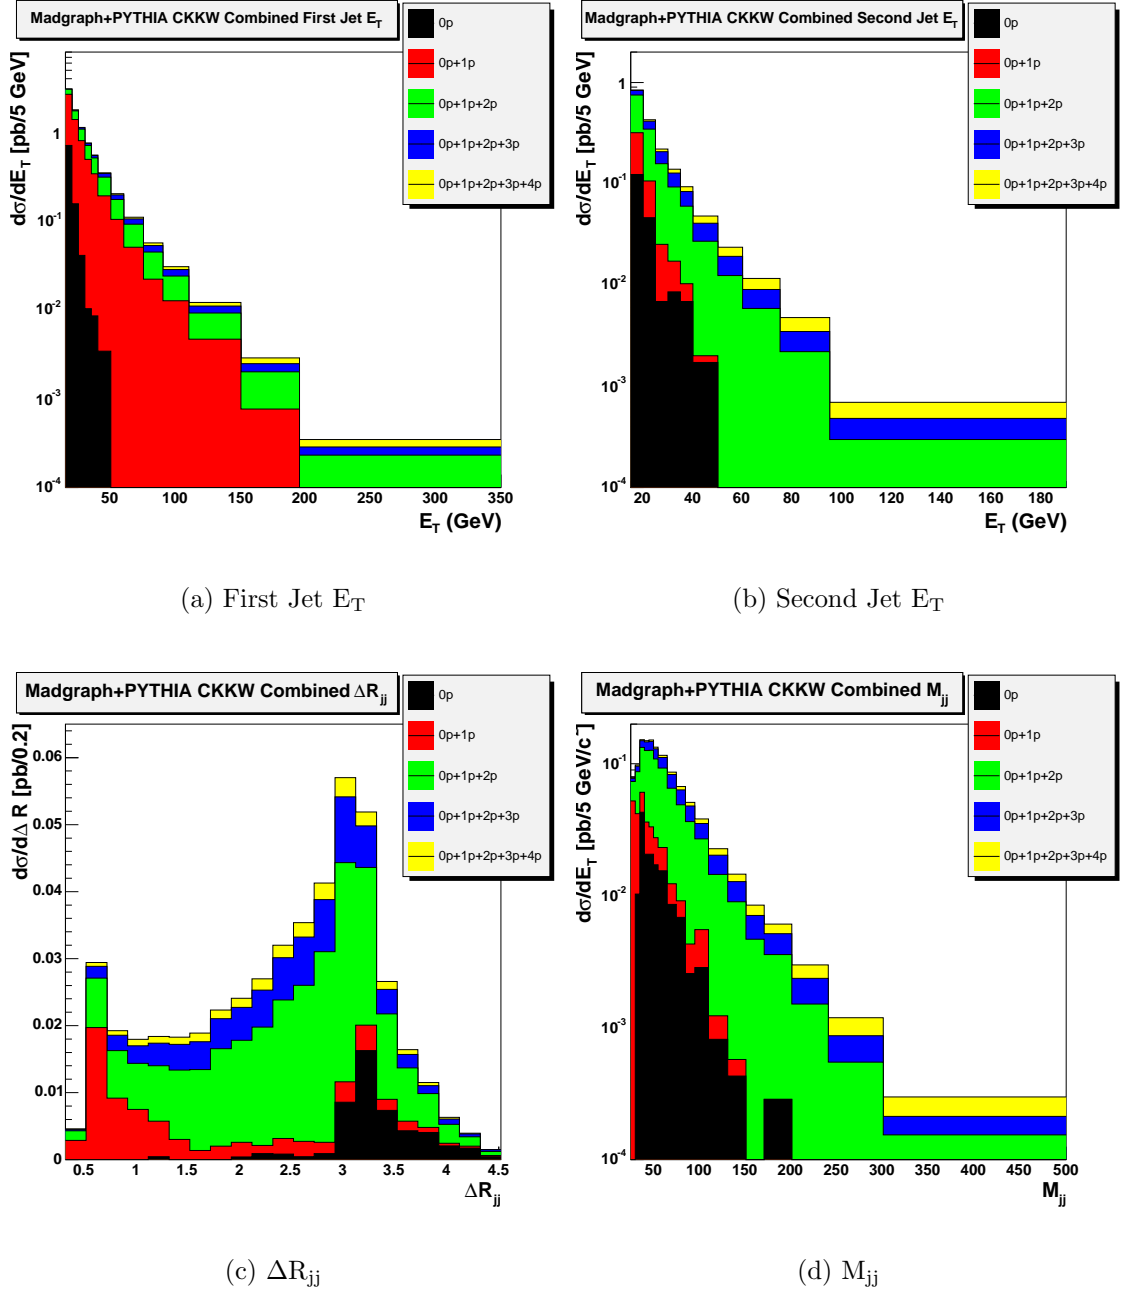 Madgraph+PYTHIA CKKW Combined First Jet E_T
0p
0p+1p
0p+1p+2p
0p+1p+2p+3p
0p+1p+2p+3p+4p
dσ/dE_T [pb/5 GeV]
1
10^-1
10^-2
10^-3
10^-4
50 100 150 200 250 300 350
E_T (GeV)
(a) First Jet E_T
Madgraph+PYTHIA CKKW Combined Second Jet E_T
0p
0p+1p
0p+1p+2p
0p+1p+2p+3p
0p+1p+2p+3p+4p
dσ/dE_T [pb/5 GeV]
1
10^-1
10^-2
10^-3
10^-4
20 40 60 80 100 120 140 160 180
E_T (GeV)
(b) Second Jet E_T
Madgraph+PYTHIA CKKW Combined ΔR_jj
0p
0p+1p
0p+1p+2p
0p+1p+2p+3p
0p+1p+2p+3p+4p
dσ/dΔ R [pb/0.2]
0.06
0.05
0.04
0.03
0.02
0.01
0
0.5 1 1.5 2 2.5 3 3.5 4 4.5
ΔR_jj
(c) ΔR_jj
Madgraph+PYTHIA CKKW Combined M_jj
0p
0p+1p
0p+1p+2p
0p+1p+2p+3p
0p+1p+2p+3p+4p
dσ/dE_T [pb/5 GeV/c
10^-1
10^-2
10^-3
10^-4
50 100 150 200 250 300 350 400 450 500
M_jj
(d) M_jj